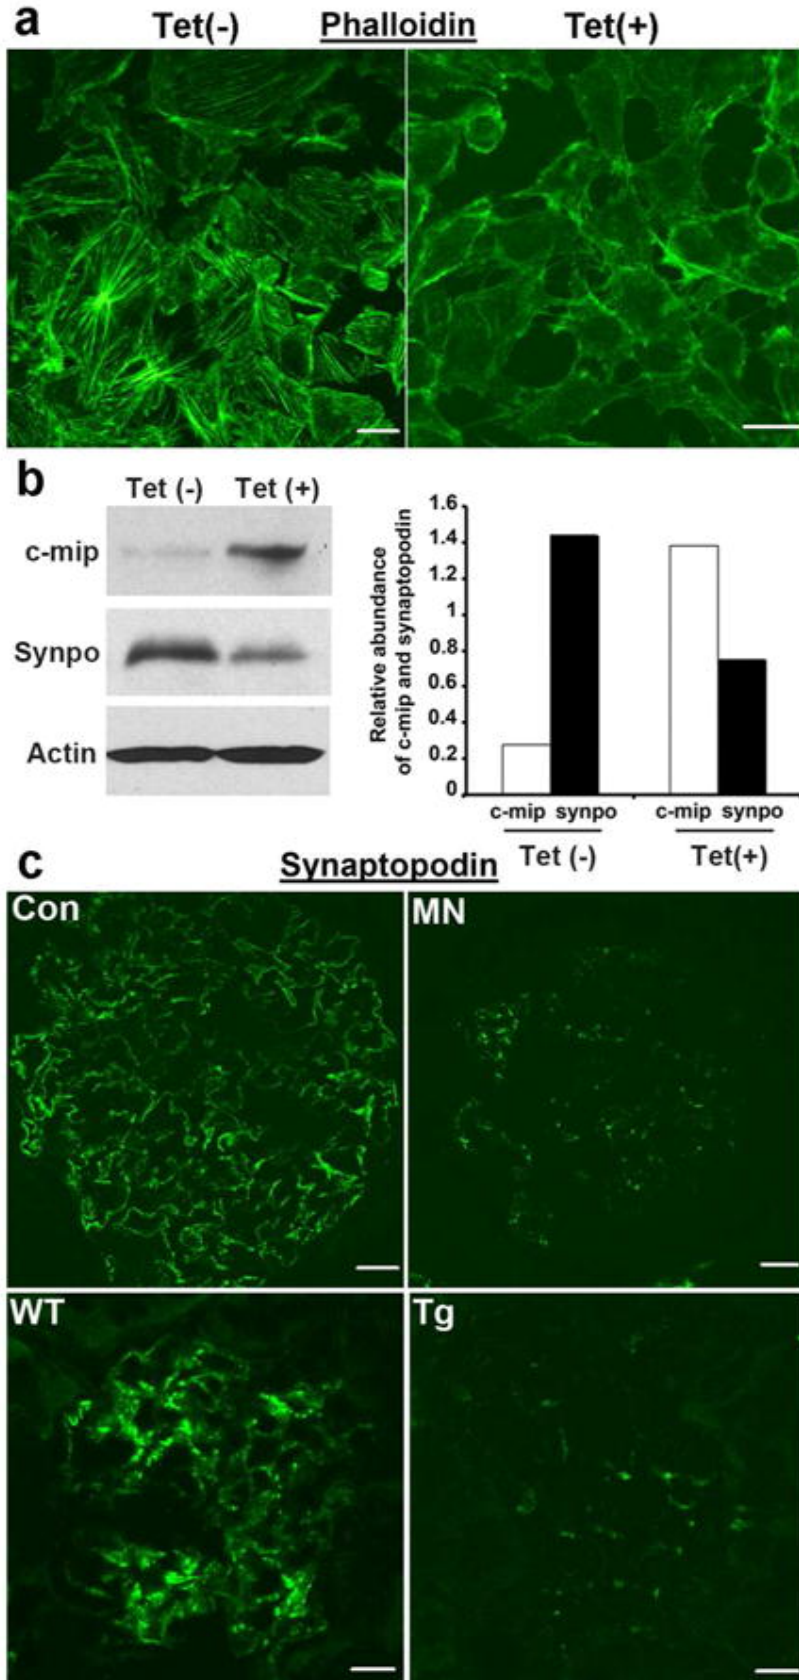 a Tet(-) Phalloidin Tet(+)
b
Tet (-) Tet (+)
c-mip
Synpo
Actin
Relative abundance
of c-mip and synaptopodin
1.6
1.4
1.2
1
0.8
0.6
0.4
0.2
0
c-mip synpo c-mip synpo
Tet (-) Tet(+)
c Synaptopodin
Con MN
WT Tg